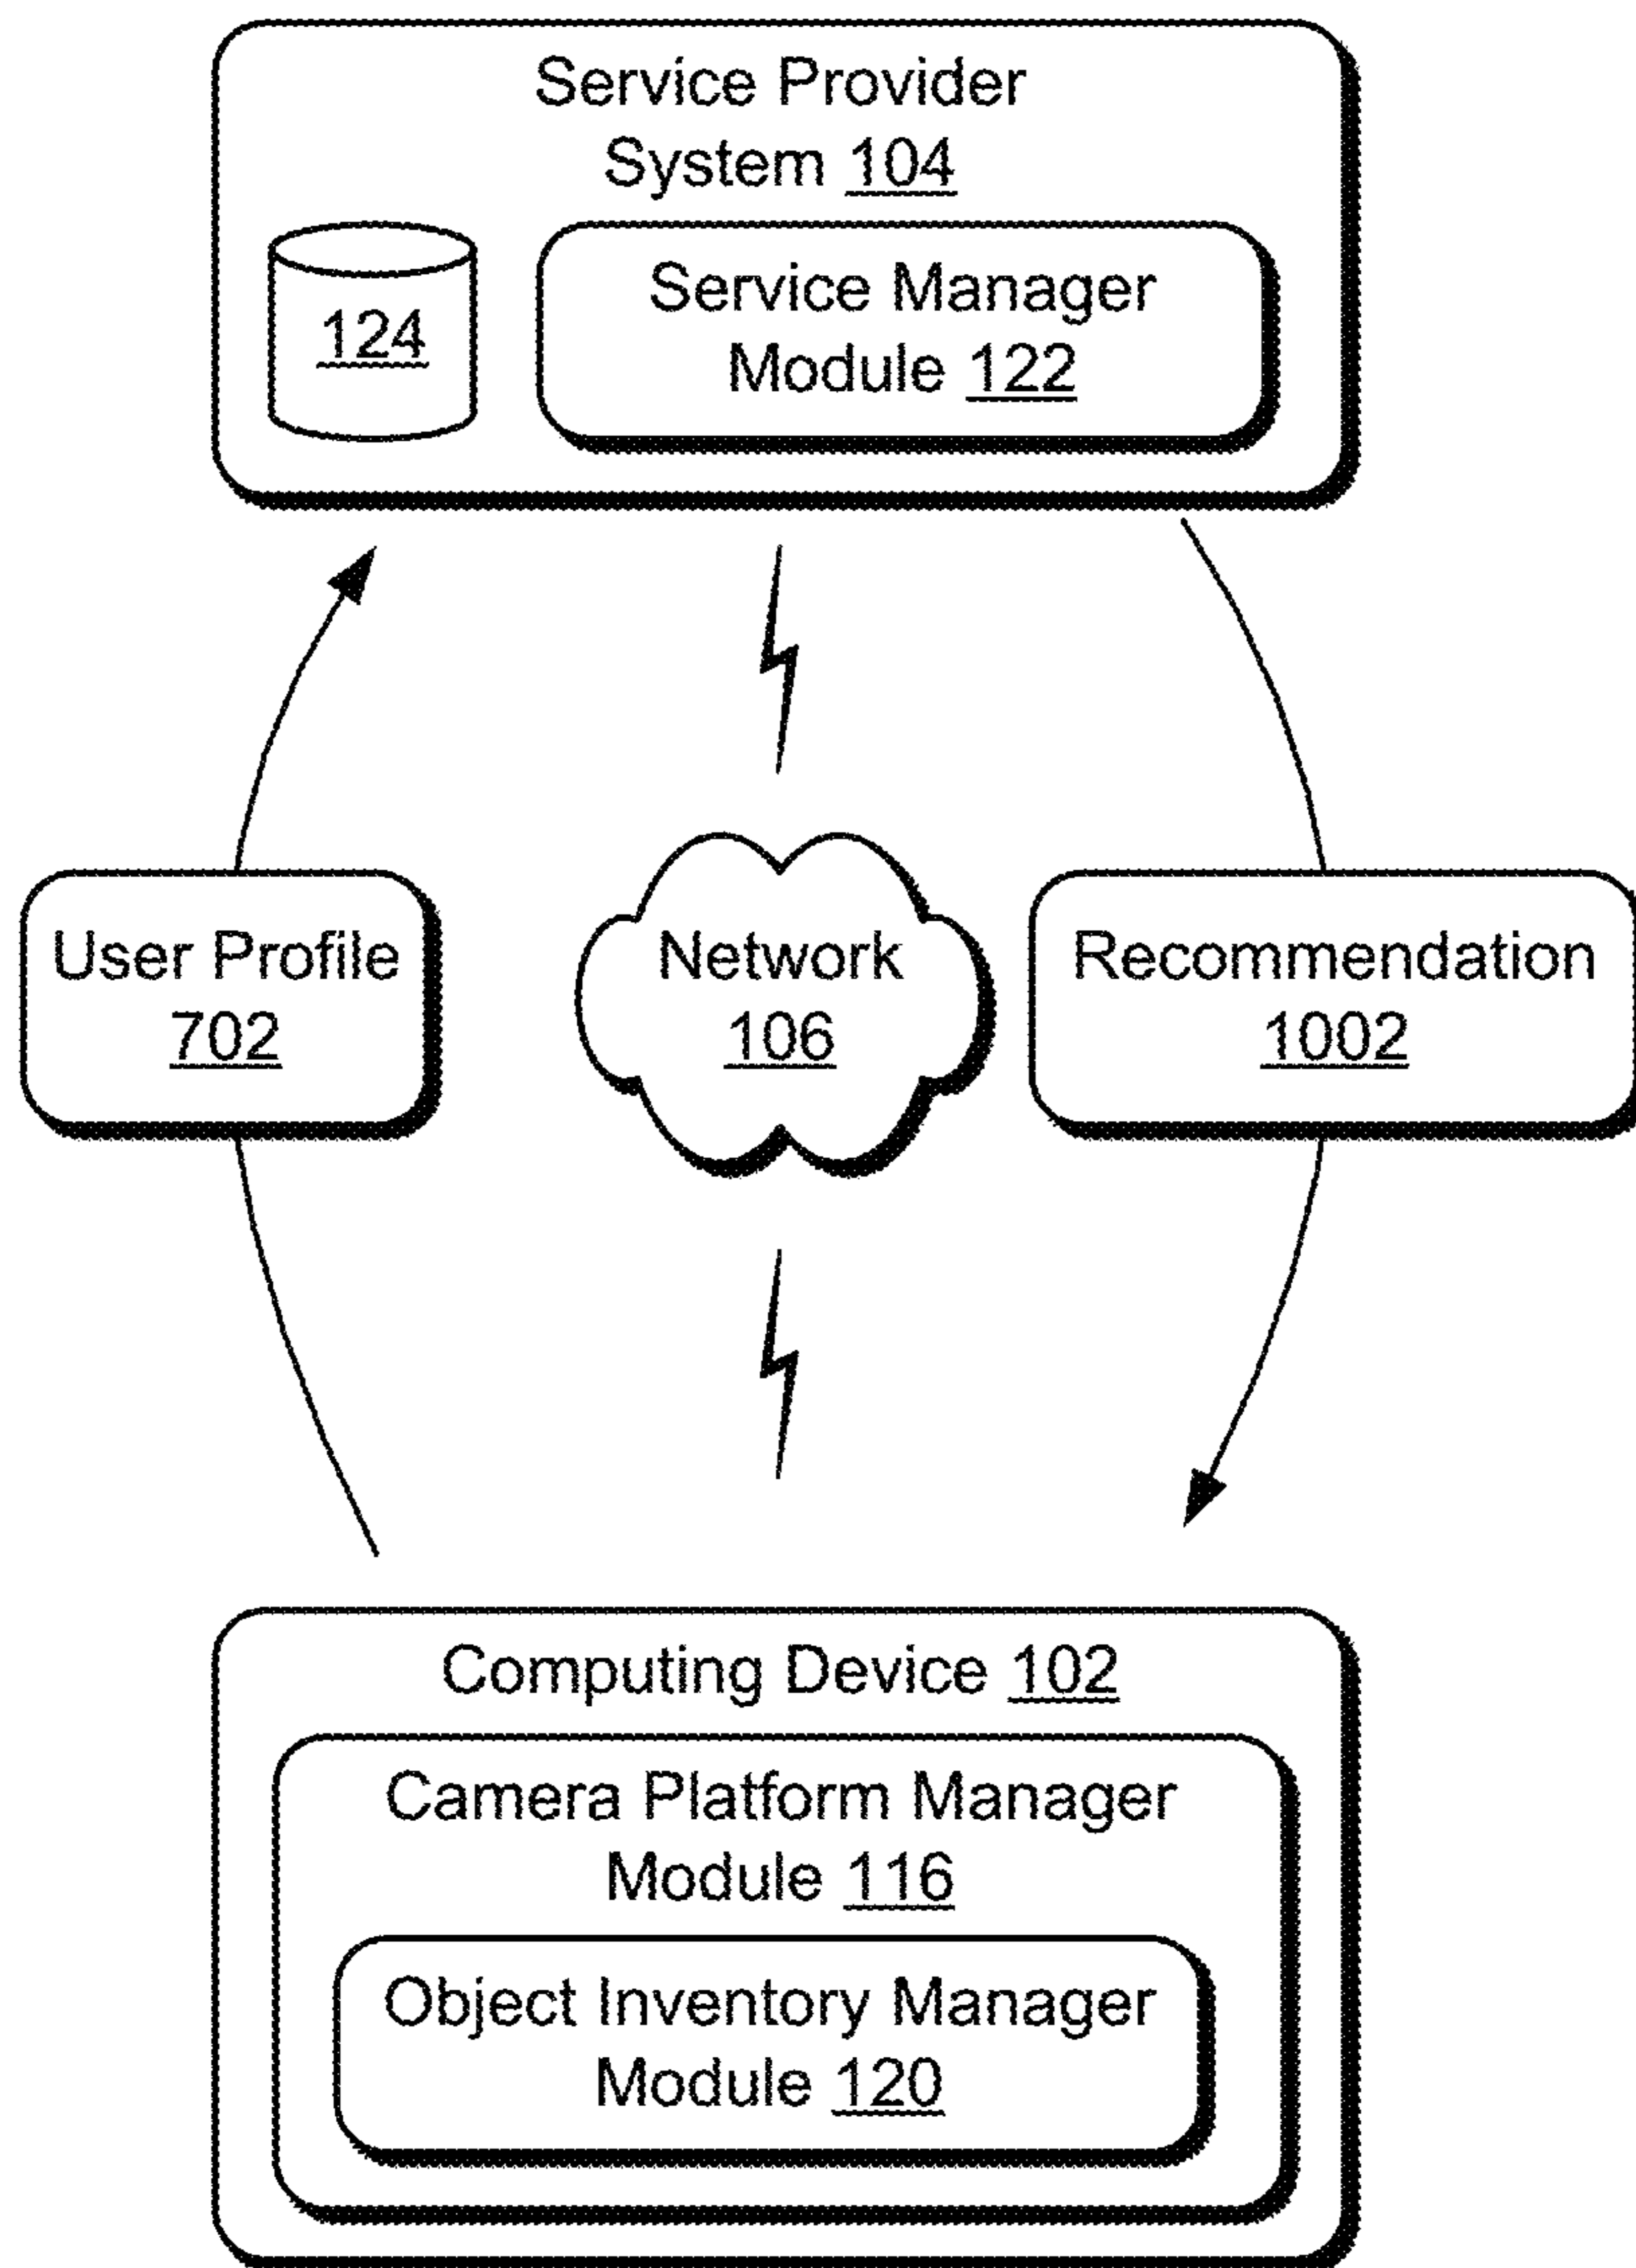 Service Provider
System 104
124
Service Manager
Module 122
User Profile
702
Network
106
Recommendation
1002
Computing Device 102
Camera Platform Manager
Module 116
Object Inventory Manager
Module 120